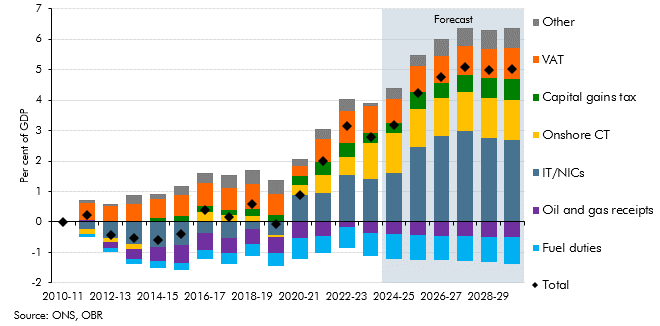 Forecast
7
6
5
4
3
2
1
0
-1
-2
Per cent of GDP
2010-11 2012-13 2014-15 2016-17 2018-19 2020-21 2022-23 2024-25 2026-27 2028-29
Other
VAT
Capital gains tax
Onshore CT
IT/NICs
Oil and gas receipts
Fuel duties
Total
Source: ONS, OBR